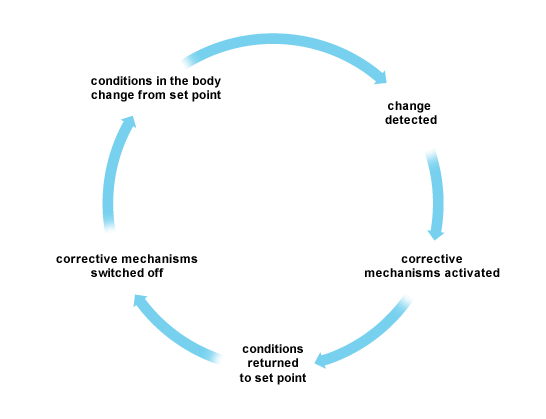 conditions in the body
change from set point
change
detected
corrective
mechanisms activated
conditions
returned
to set point
corrective mechanisms
switched off